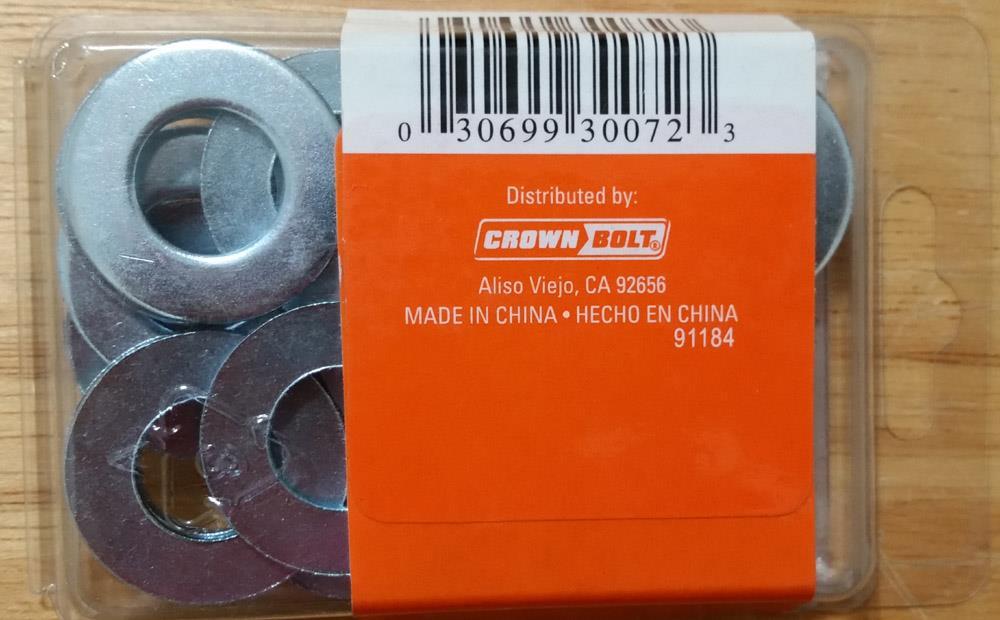 0 30699 30072 3
Distributed by:
CROWN BOLT®
Aliso Viejo, CA 92656
MADE IN CHINA • HECHO EN CHINA
91184